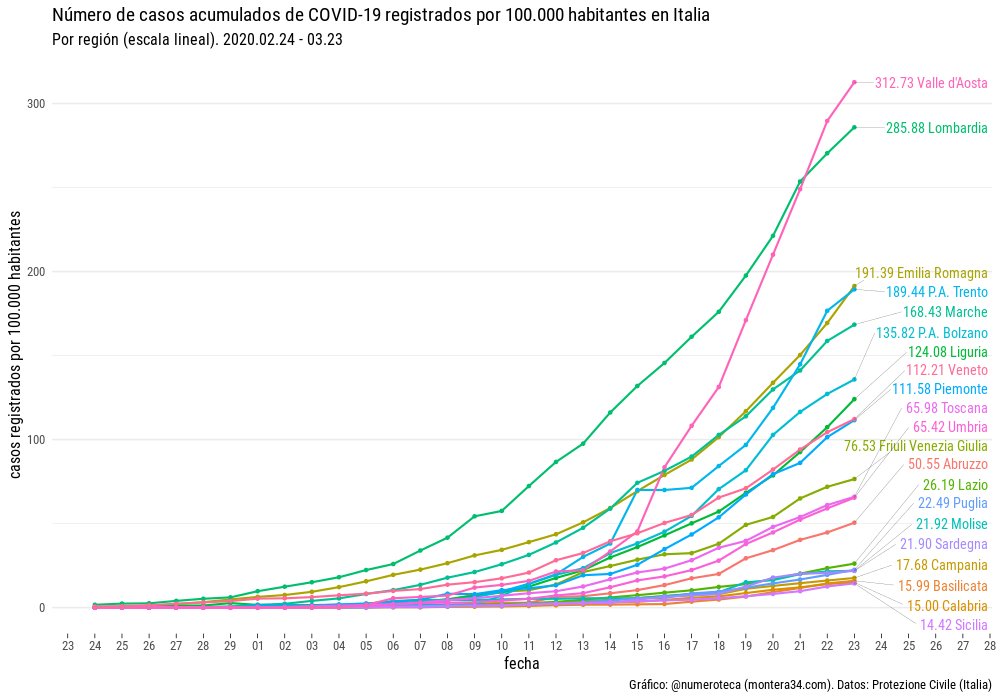 Número de casos acumulados de COVID-19 registrados por 100.000 habitantes en Italia
Por región (escala lineal). 2020.02.24 - 03.23
casos registrados por 100.000 habitantes
300
200
100
0
312.73 Valle d'Aosta
285.88 Lombardia
191.39 Emilia Romagna
189.44 P.A. Trento
168.43 Marche
135.82 P.A. Bolzano
124.08 Liguria
112.21 Veneto
111.58 Piemonte
65.98 Toscana
65.42 Umbria
76.53 Friuli Venezia Giulia
50.55 Abruzzo
26.19 Lazio
22.49 Puglia
21.92 Molise
21.90 Sardegna
17.68 Campania
15.99 Basilicata
15.00 Calabria
14.42 Sicilia
23 24 25 26 27 28 29 01 02 03 04 05 06 07 08 09 10 11 12 13 14 15 16 17 18 19 20 21 22 23 24 25 26 27 28
fecha
Gráfico: @numeroteca (montera34.com). Datos: Protezione Civile (Italia)